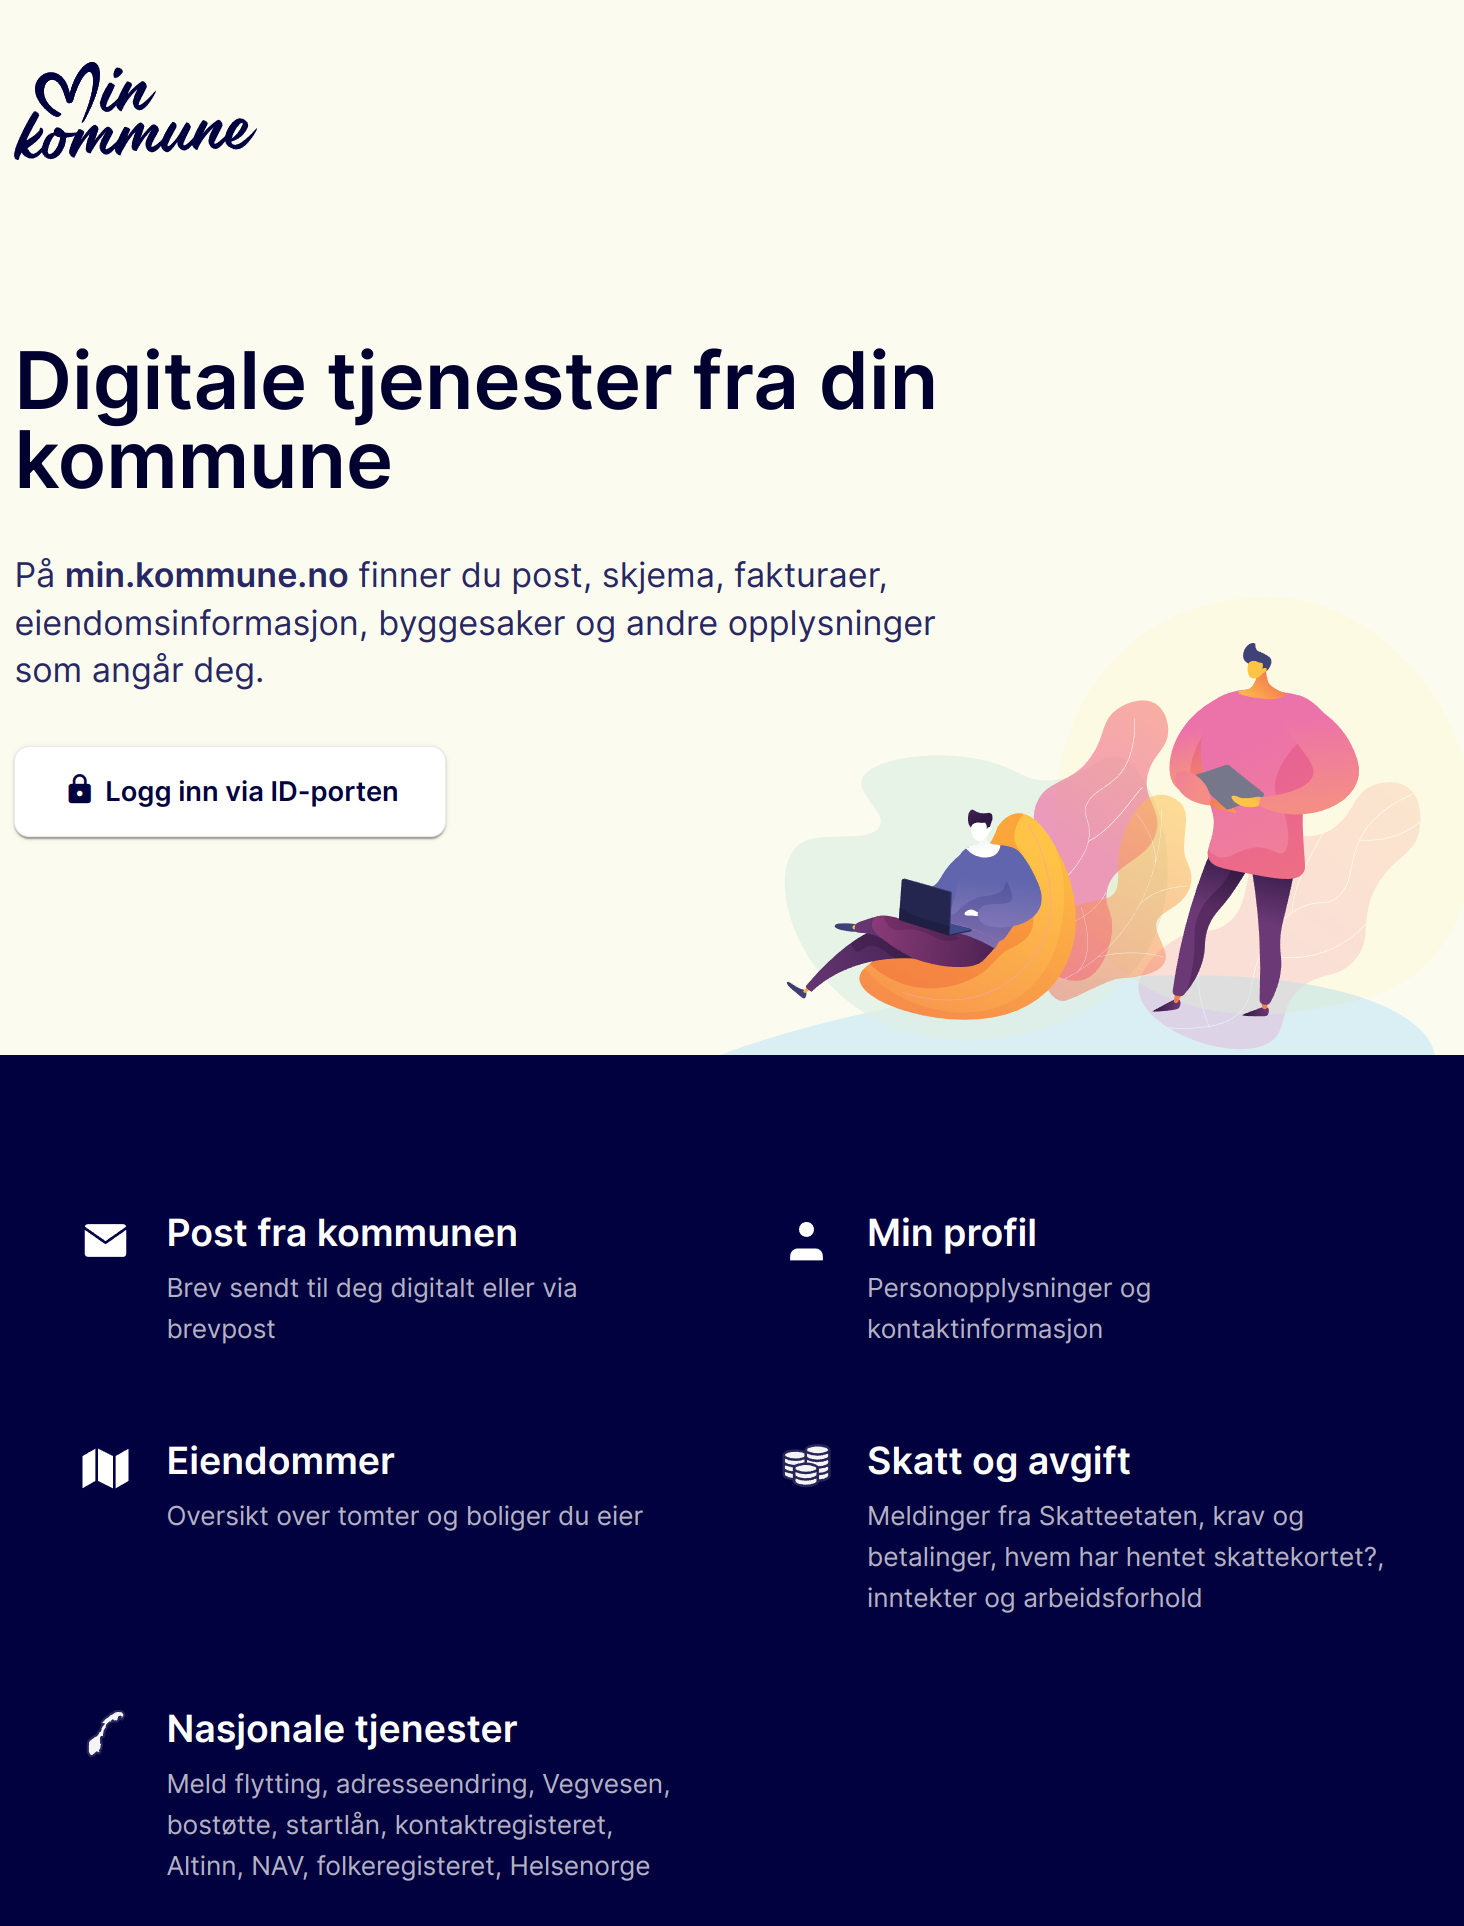 Min
kommune
Digitale tjenester fra din
kommune
På min.kommune.no finner du post, skjema, fakturaer,
eiendomsinformasjon, byggesaker og andre opplysninger
som angår deg.
Logg inn via ID-porten
Post fra kommunen
Brev sendt til deg digitalt eller via
brevpost
Min profil
Personopplysninger og
kontaktinformasjon
Eiendommer
Oversikt over tomter og boliger du eier
Skatt og avgift
Meldinger fra Skatteetaten, krav og
betalinger, hvem har hentet skattekortet?,
inntekter og arbeidsforhold
Nasjonale tjenester
Meld flytting, adresseendring, Vegvesen,
bostøtte, startlån, kontaktregisteret,
Altinn, NAV, folkeregisteret, Helsenorge